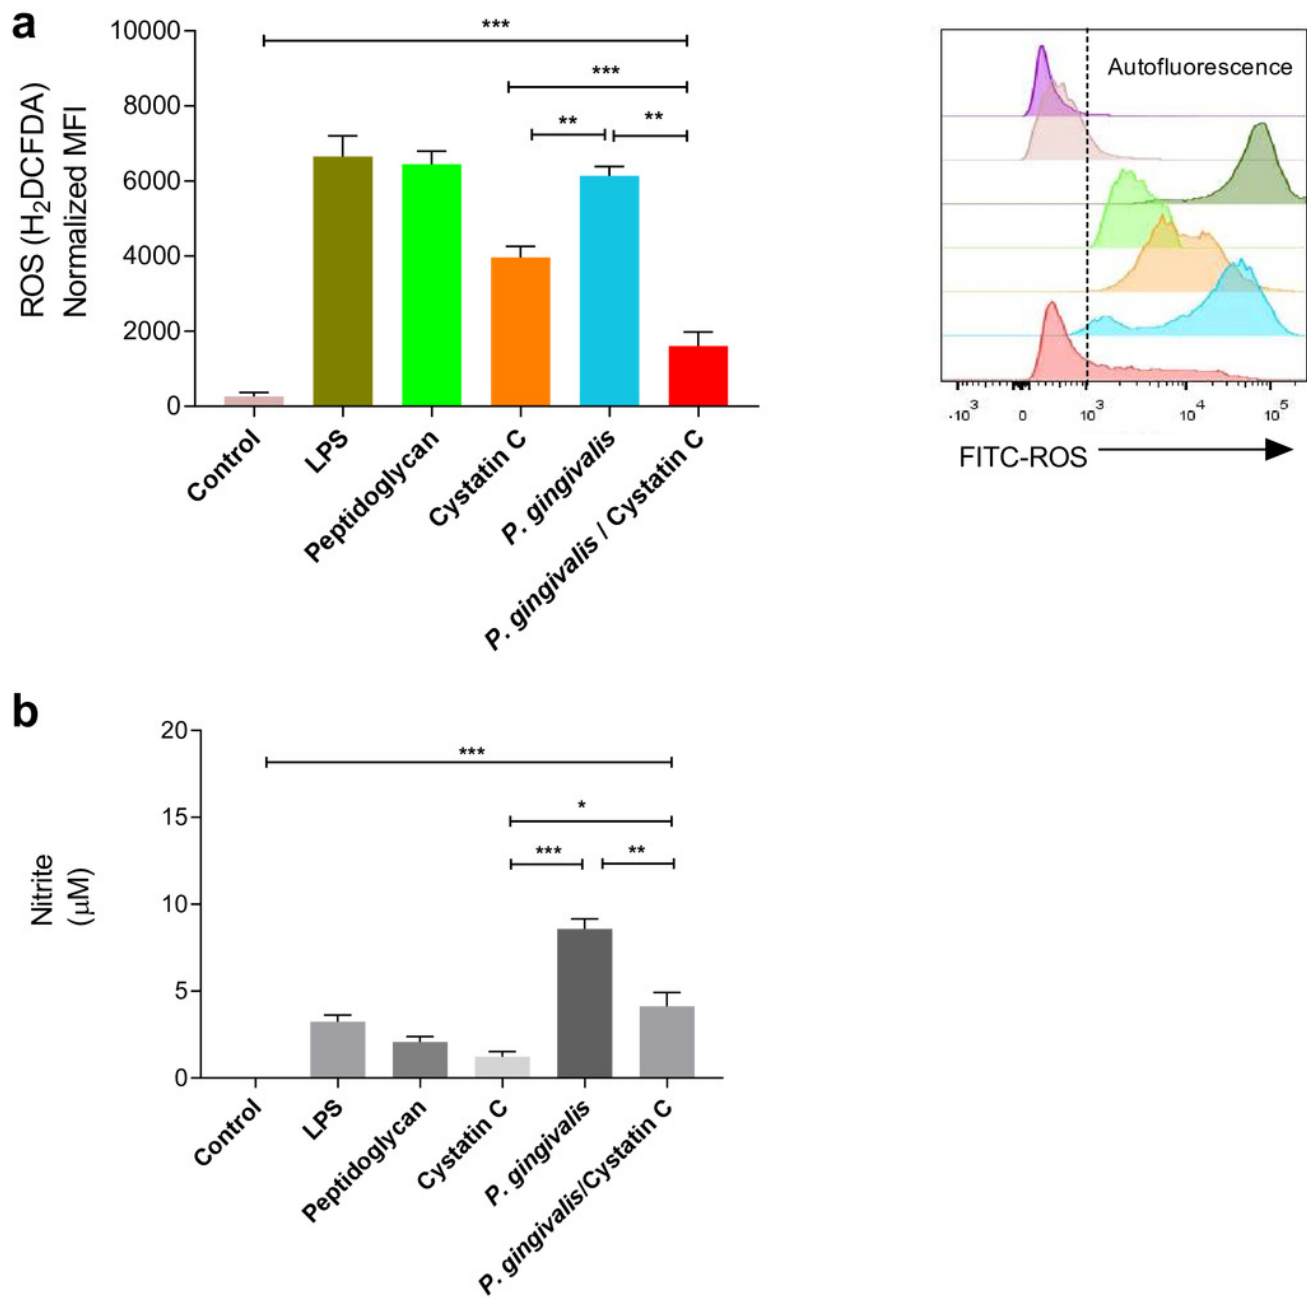 a
ROS (H₂DCFDA)
Normalized MFI
10000
8000
6000
4000
2000
0
***
***
**
**
Control
LPS
Peptidoglycan
Cystatin C
P. gingivalis
P. gingivalis / Cystatin C
Autofluorescence
-10³ 0 10³ 10⁴ 10⁵
FITC-ROS
b
Nitrite
(μM)
20
15
10
5
0
***
*
***
**
Control
LPS
Peptidoglycan
Cystatin C
P. gingivalis
P. gingivalis/Cystatin C